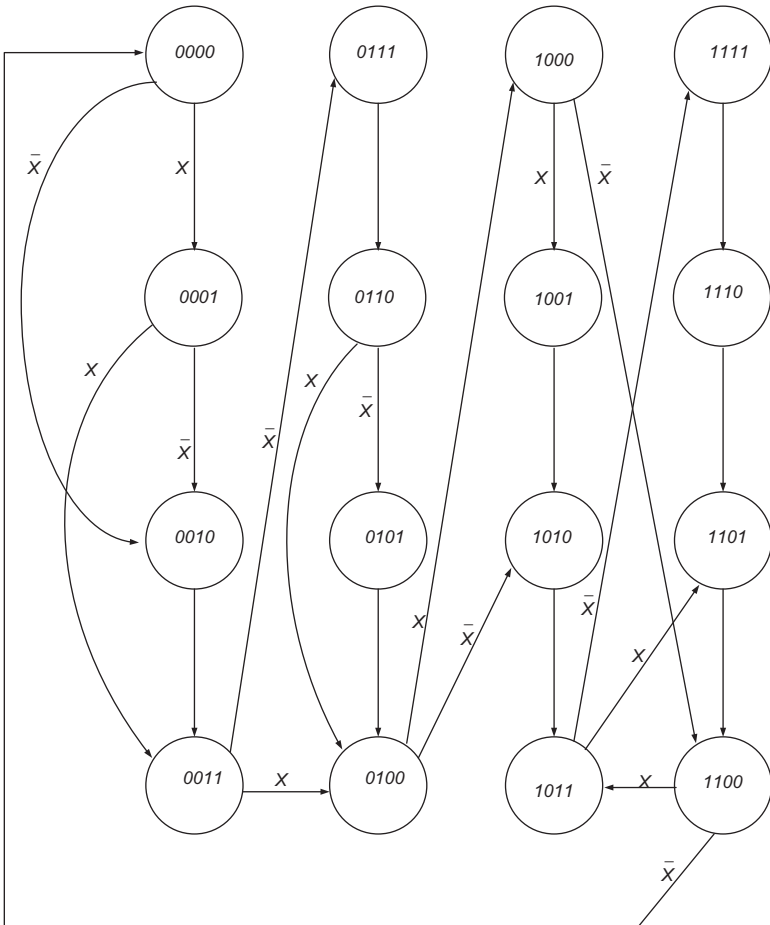 0000 0111 1000 1111
X̄ X X X̄
0001 0110 1001 1110
X X X̄
X̄ X̄
0010 0101 1010 1101
X X̄ X̄
X
0011 X 0100 1011 X 1100
X̄